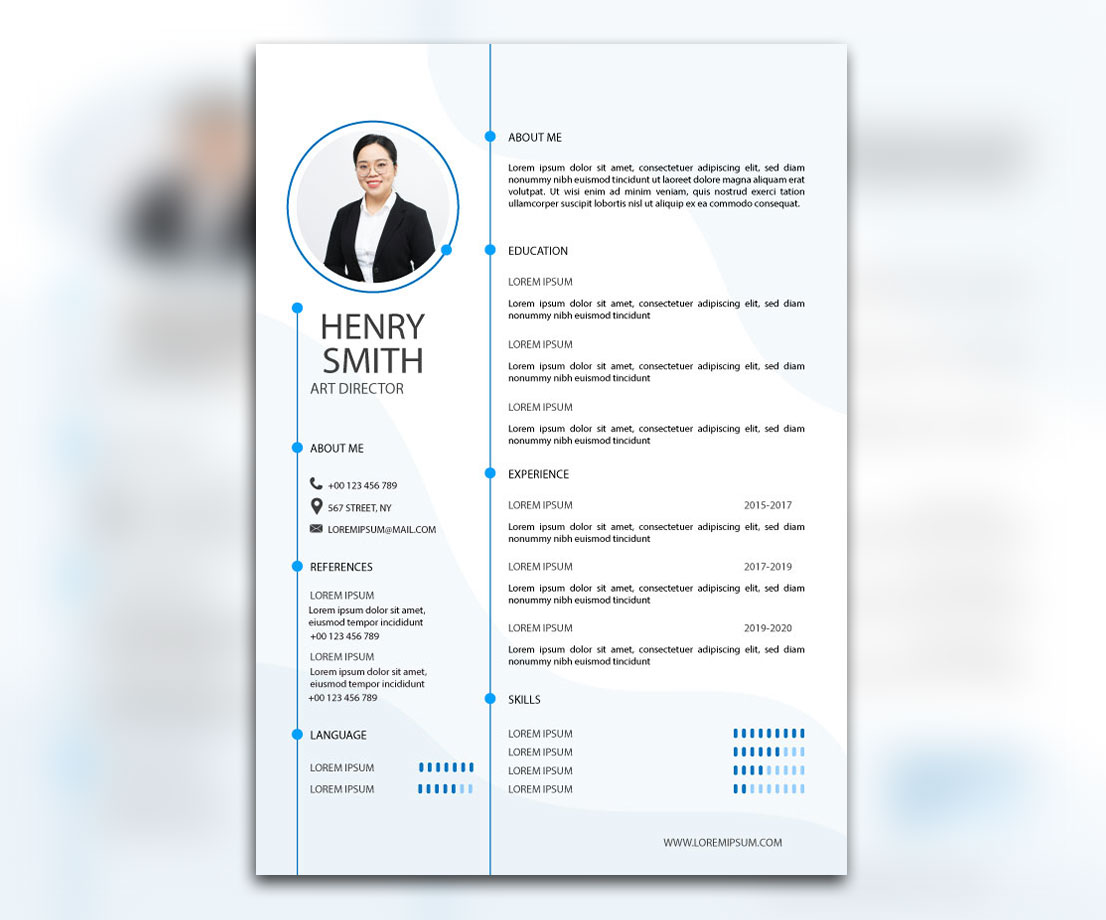 HENRY
SMITH
ART DIRECTOR
ABOUT ME
+00 123 456 789
567 STREET, NY
LOREMIPSUM@MAIL.COM
REFERENCES
LOREM IPSUM
Lorem ipsum dolor sit amet,
euismod tempor incididunt
+00 123 456 789
LOREM IPSUM
Lorem ipsum dolor sit amet,
eiusmod tempor incididunt
+00 123 456 789
LANGUAGE
LOREM IPSUM
LOREM IPSUM
ABOUT ME
Lorem ipsum dolor sit amet, consectetuer adipiscing elit, sed diam
nonummy nibh euismod tincidunt ut laoreet dolore magna aliquam erat
volutpat. Ut wisi enim ad minim veniam, quis nostrud exerci tation
ullamcorper suscipit lobortis nisl ut aliquip ex ea commodo consequat.
EDUCATION
LOREM IPSUM
Lorem ipsum dolor sit amet, consectetuer adipiscing elit, sed diam
nonummy nibh euismod tincidunt
LOREM IPSUM
Lorem ipsum dolor sit amet, consectetuer adipiscing elit, sed diam
nonummy nibh euismod tincidunt
LOREM IPSUM
Lorem ipsum dolor sit amet, consectetuer adipiscing elit, sed diam
nonummy nibh euismod tincidunt
EXPERIENCE
LOREM IPSUM 2015-2017
Lorem ipsum dolor sit amet, consectetuer adipiscing elit, sed diam
nonummy nibh euismod tincidunt
LOREM IPSUM 2017-2019
Lorem ipsum dolor sit amet, consectetuer adipiscing elit, sed diam
nonummy nibh euismod tincidunt
LOREM IPSUM 2019-2020
Lorem ipsum dolor sit amet, consectetuer adipiscing elit, sed diam
nonummy nibh euismod tincidunt
SKILLS
LOREM IPSUM
LOREM IPSUM
LOREM IPSUM
LOREM IPSUM
WWW.LOREMIPSUM.COM